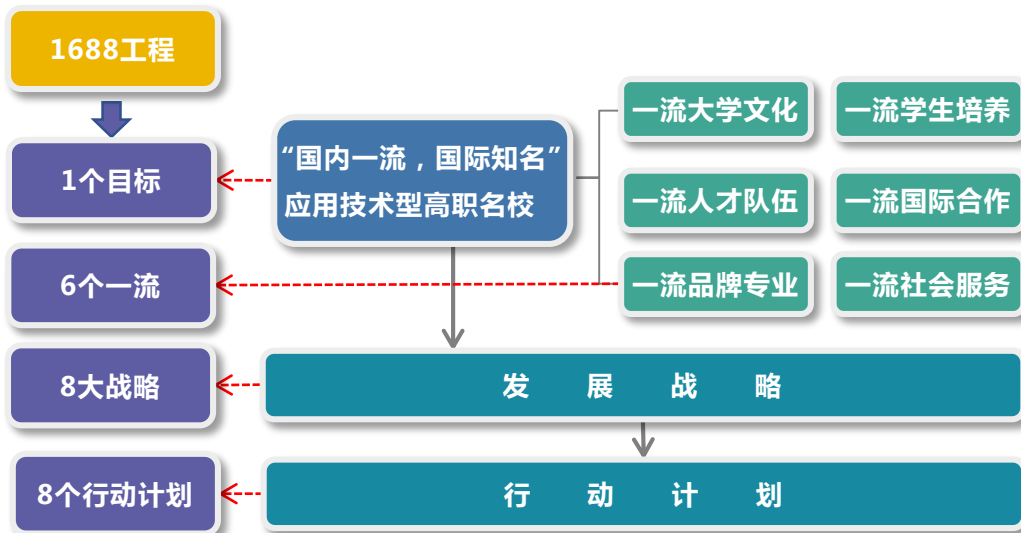 1688工程
1个目标
“国内一流，国际知名”
应用技术型高职名校
一流大学文化
一流学生培养
一流人才队伍
一流国际合作
6个一流
一流品牌专业
一流社会服务
8大战略
发 展 战 略
8个行动计划
行 动 计 划